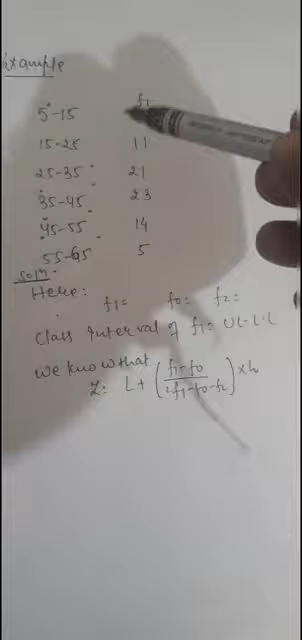 Example
fi
5-15
15-25 11
25-35 21
35-45 23
45-55 14
55-65 5
Soln
Here:
f1= f0= f2=
Class Interval of f1= UL-L.L
We know that
Z: L+ (f1-f0/2f1-f0-f2) ×h